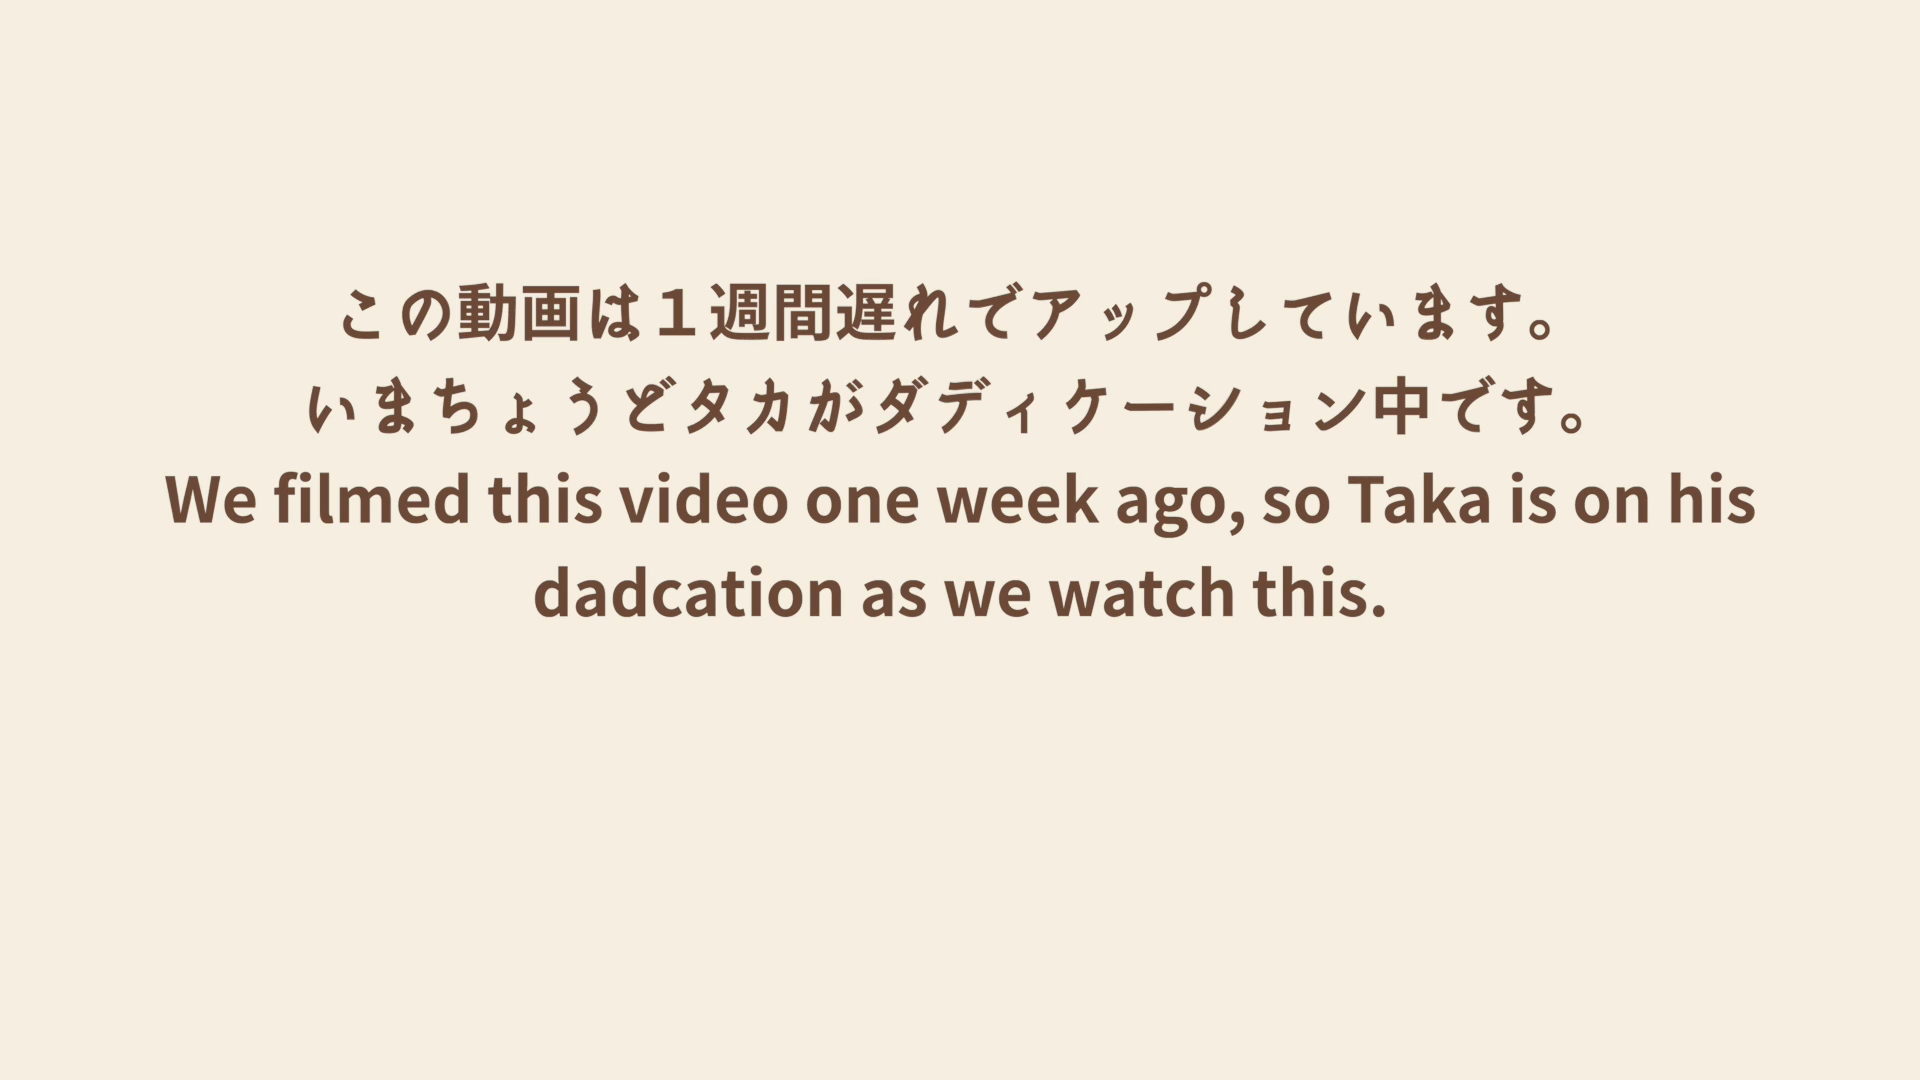 この動画は１週間遅れでアップしています。
いまちょうどタカがダディケーション中です。
We filmed this video one week ago, so Taka is on his
dadcation as we watch this.